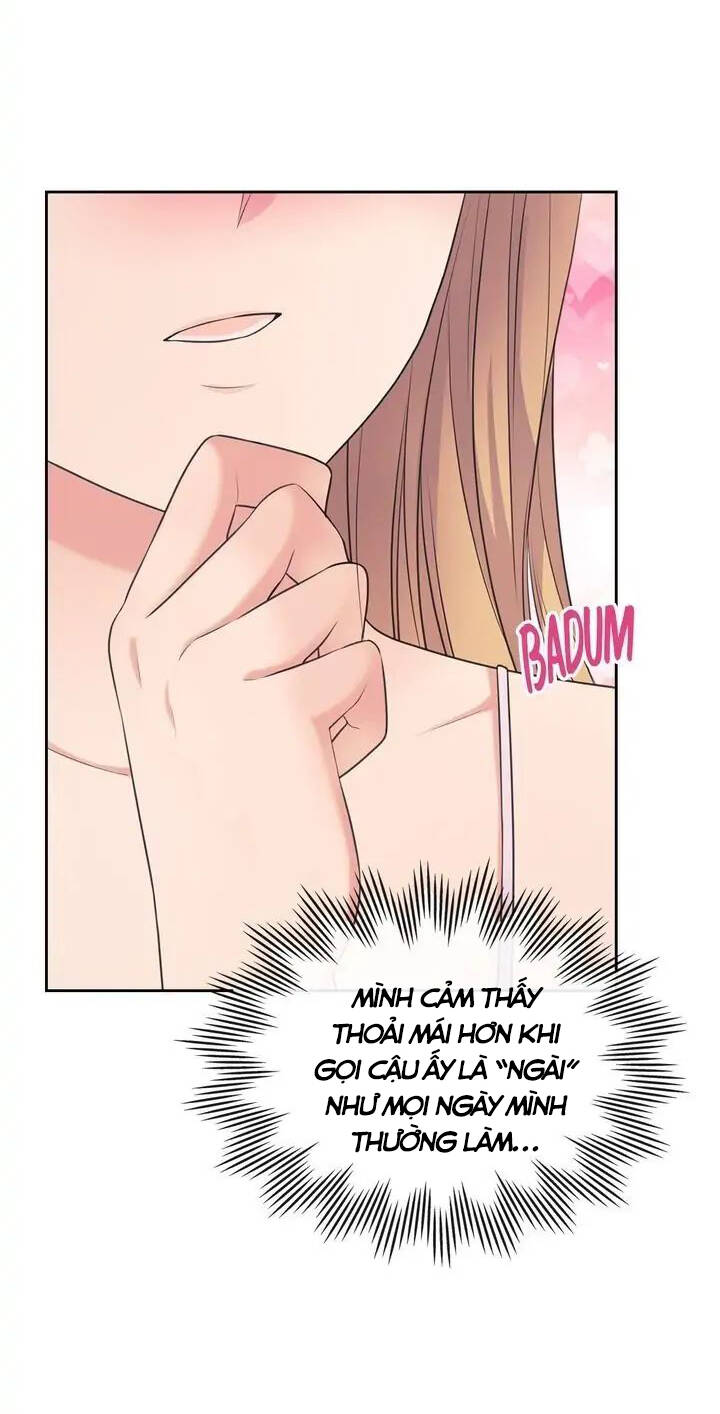 BADUM
MÌNH CẢM THẤY
THOẢI MÁI HƠN KHI
GỌI CẬU ẤY LÀ "NGÀI"
NHƯ MỌI NGÀY MÌNH
THƯỜNG LÀM...